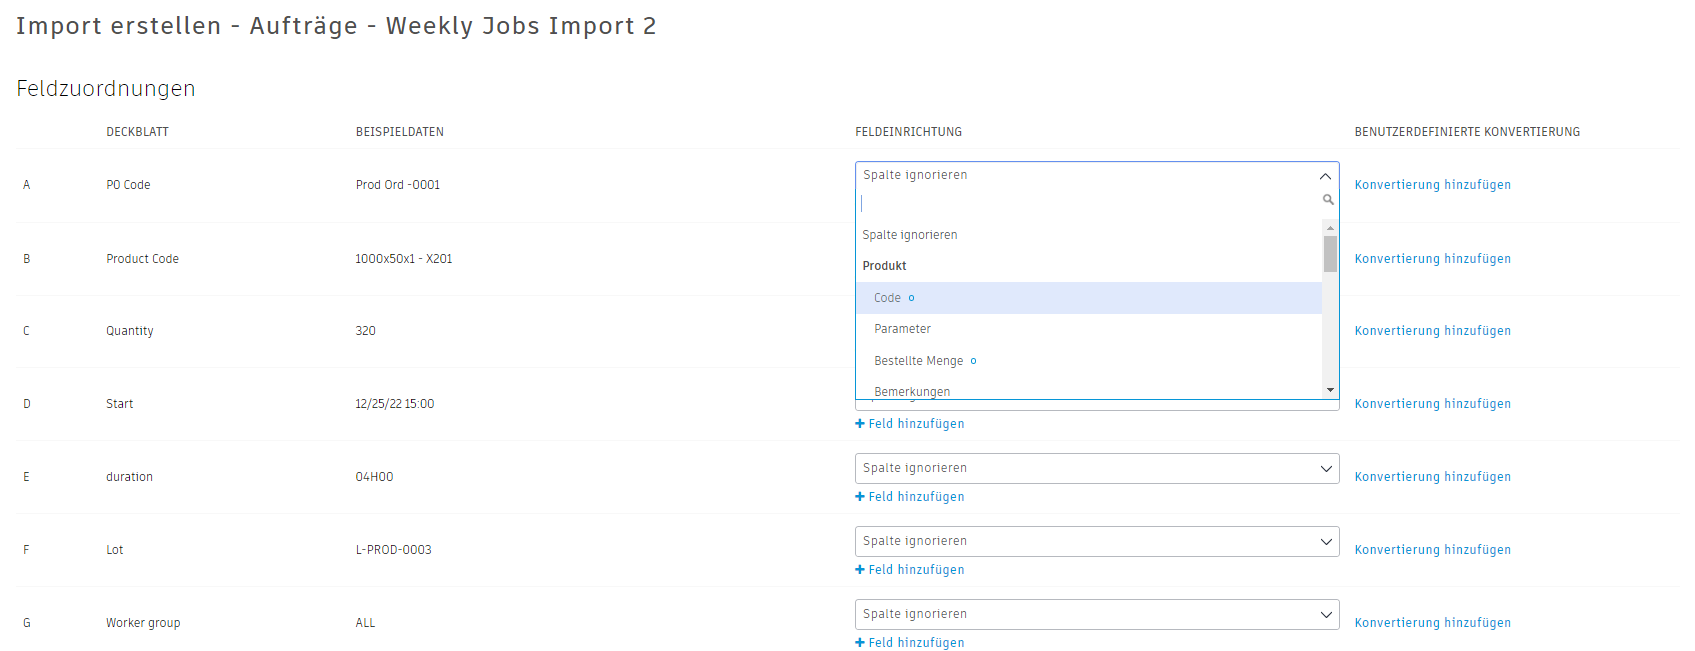 Import erstellen - Aufträge - Weekly Jobs Import 2
Feldzuordnungen
DECKBLATT BEISPIELDATEN FELDEINRICHTUNG BENUTZERDEFINIERTE KONVERTIERUNG
A PO Code Prod Ord -0001 Spalte ignorieren Konvertierung hinzufügen
Spalte ignorieren
Produkt
B Product Code 1000x50x1 - X201 Konvertierung hinzufügen
Code o
Parameter
C Quantity 320 Konvertierung hinzufügen
Bestellte Menge o
Bemerkungen
D Start 12/25/22 15:00 Konvertierung hinzufügen
+ Feld hinzufügen
E duration 04H00 Spalte ignorieren Konvertierung hinzufügen
+ Feld hinzufügen
F Lot L-PROD-0003 Spalte ignorieren Konvertierung hinzufügen
+ Feld hinzufügen
G Worker group ALL Spalte ignorieren Konvertierung hinzufügen
+ Feld hinzufügen